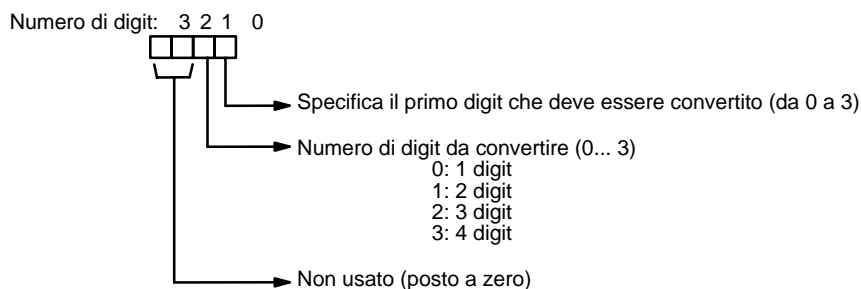 Numero di digit: 3 2 1 0
Specifica il primo digit che deve essere convertito (da 0 a 3)
Numero di digit da convertire (0... 3)
0: 1 digit
1: 2 digit
2: 3 digit
3: 4 digit
Non usato (posto a zero)